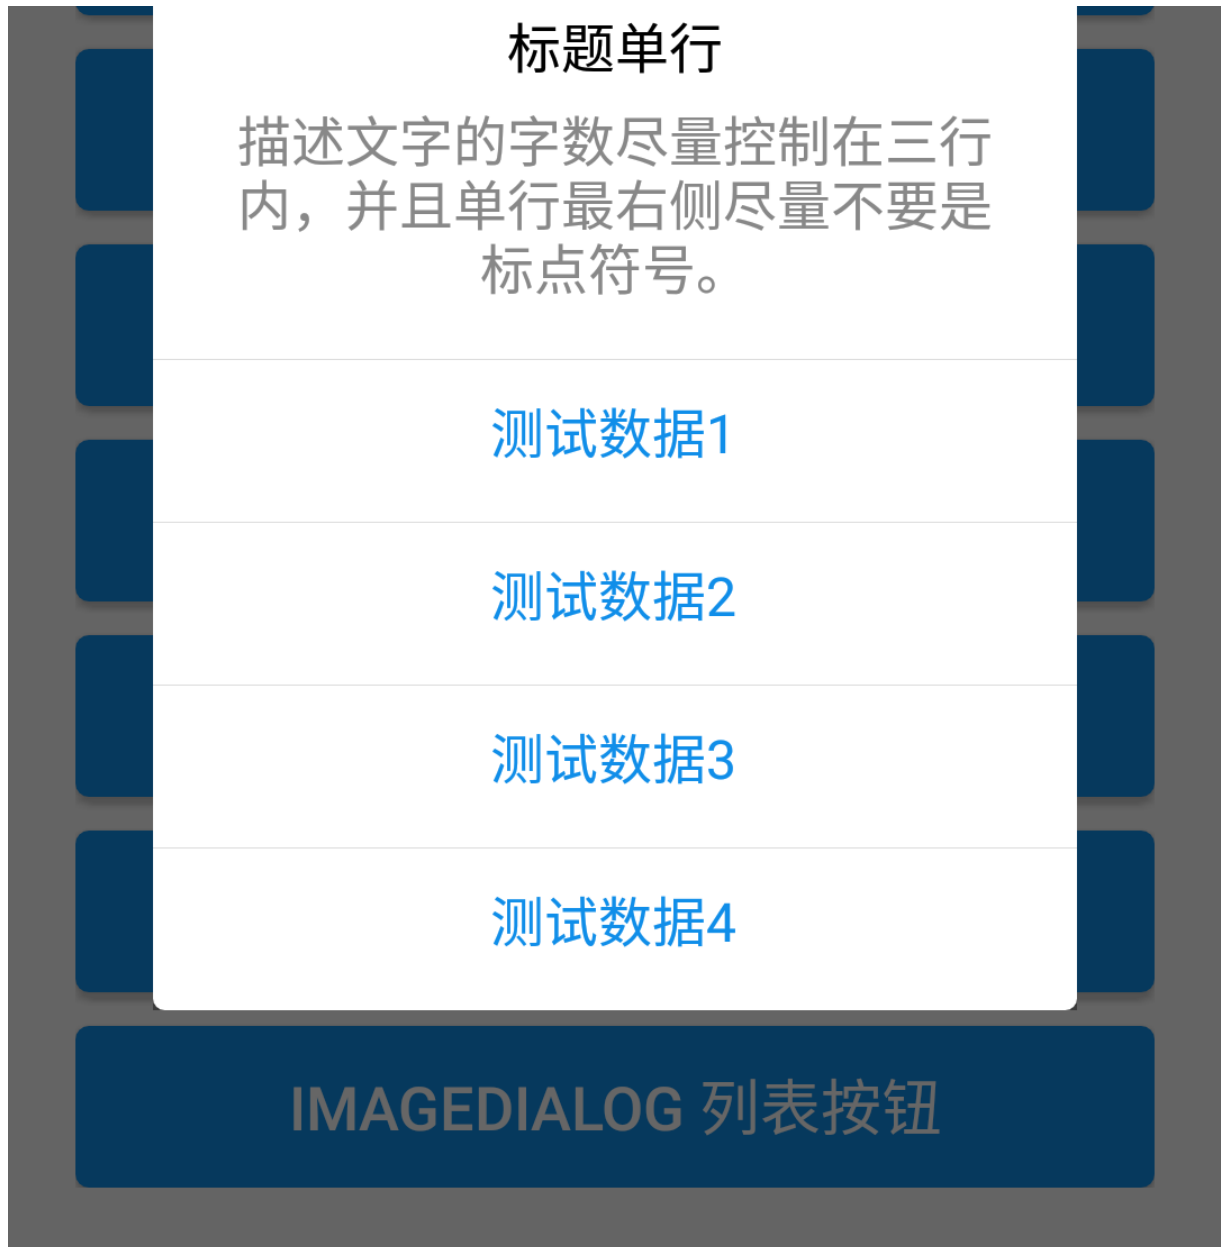 标题单行
描述文字的字数尽量控制在三行
内，并且单行最右侧尽量不要是
标点符号。
测试数据1
测试数据2
测试数据3
测试数据4
IMAGEDIALOG 列表按钮